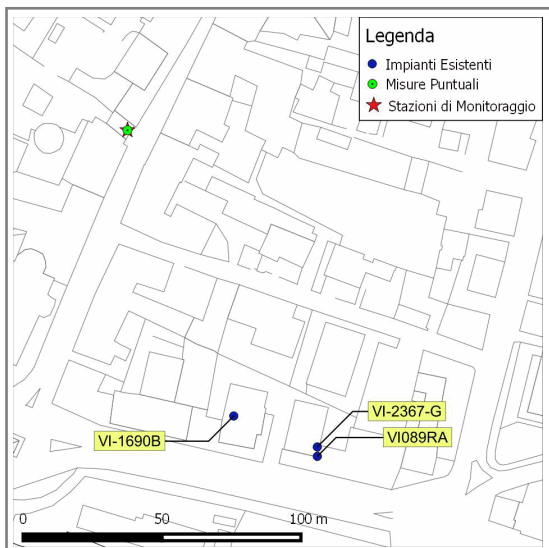 Legenda
Impianti Esistenti
Misure Puntuali
Stazioni di Monitoraggio
VI-2367-G
VI-1690B
VI089RA
0 50 100 m